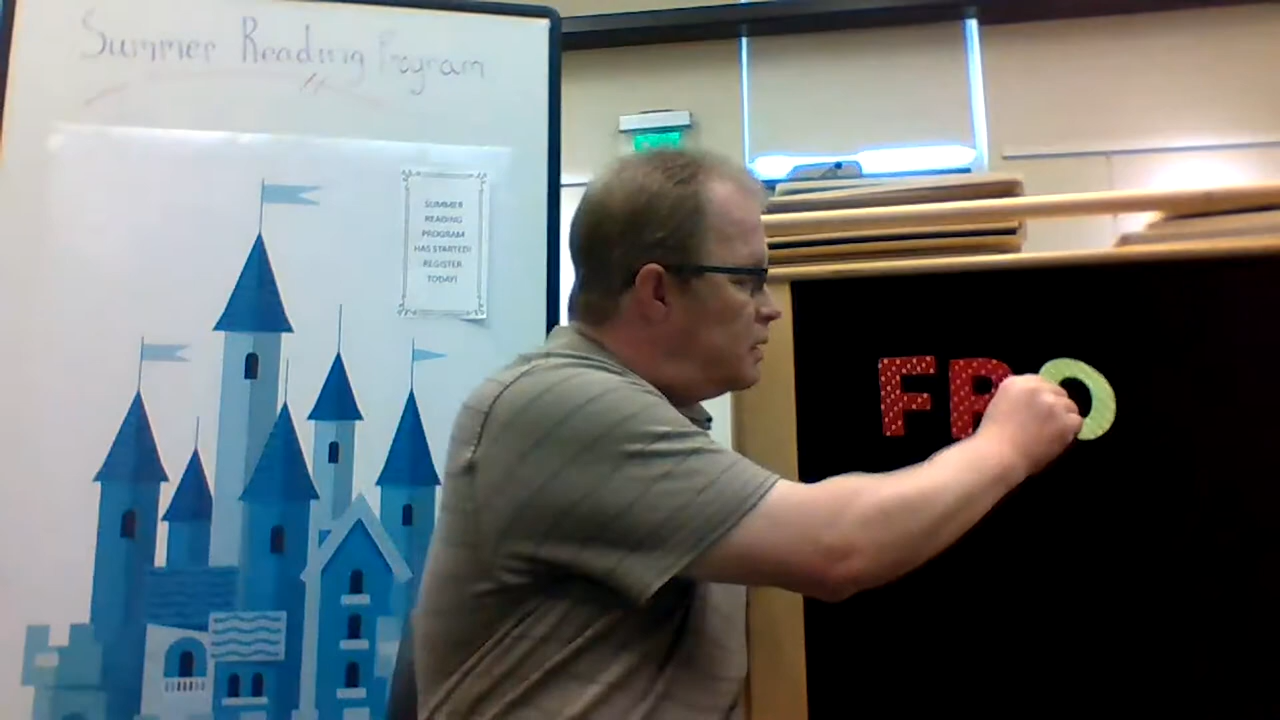 Summer Reading Program
SUMMER
READING
PROGRAM
HAS STARTED!
REGISTER
TODAY!
FRO